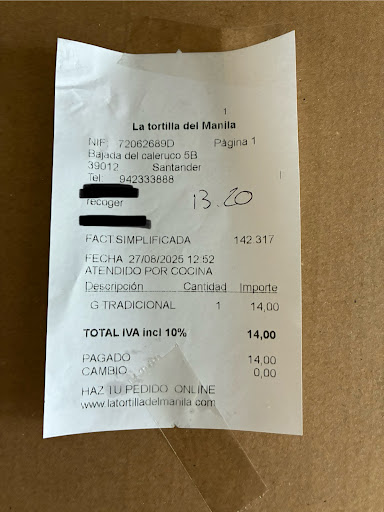 1
La tortilla del Manila
NIF: 72062689D Página 1
Bajada del caleruco 5B
39012 Santander
Tel: 942333888
recoger 13.20
FACT.SIMPLIFICADA 142.317
FECHA 27/08/2025 12:52
ATENDIDO POR COCINA
Descripción Cantidad Importe
G TRADICIONAL 1 14,00
TOTAL iVA incl 10% 14,00
PAGADO 14,00
CAMBIO 0,00
HAZ TU PEDIDO ONLINE
www.latortilladelmanila.com